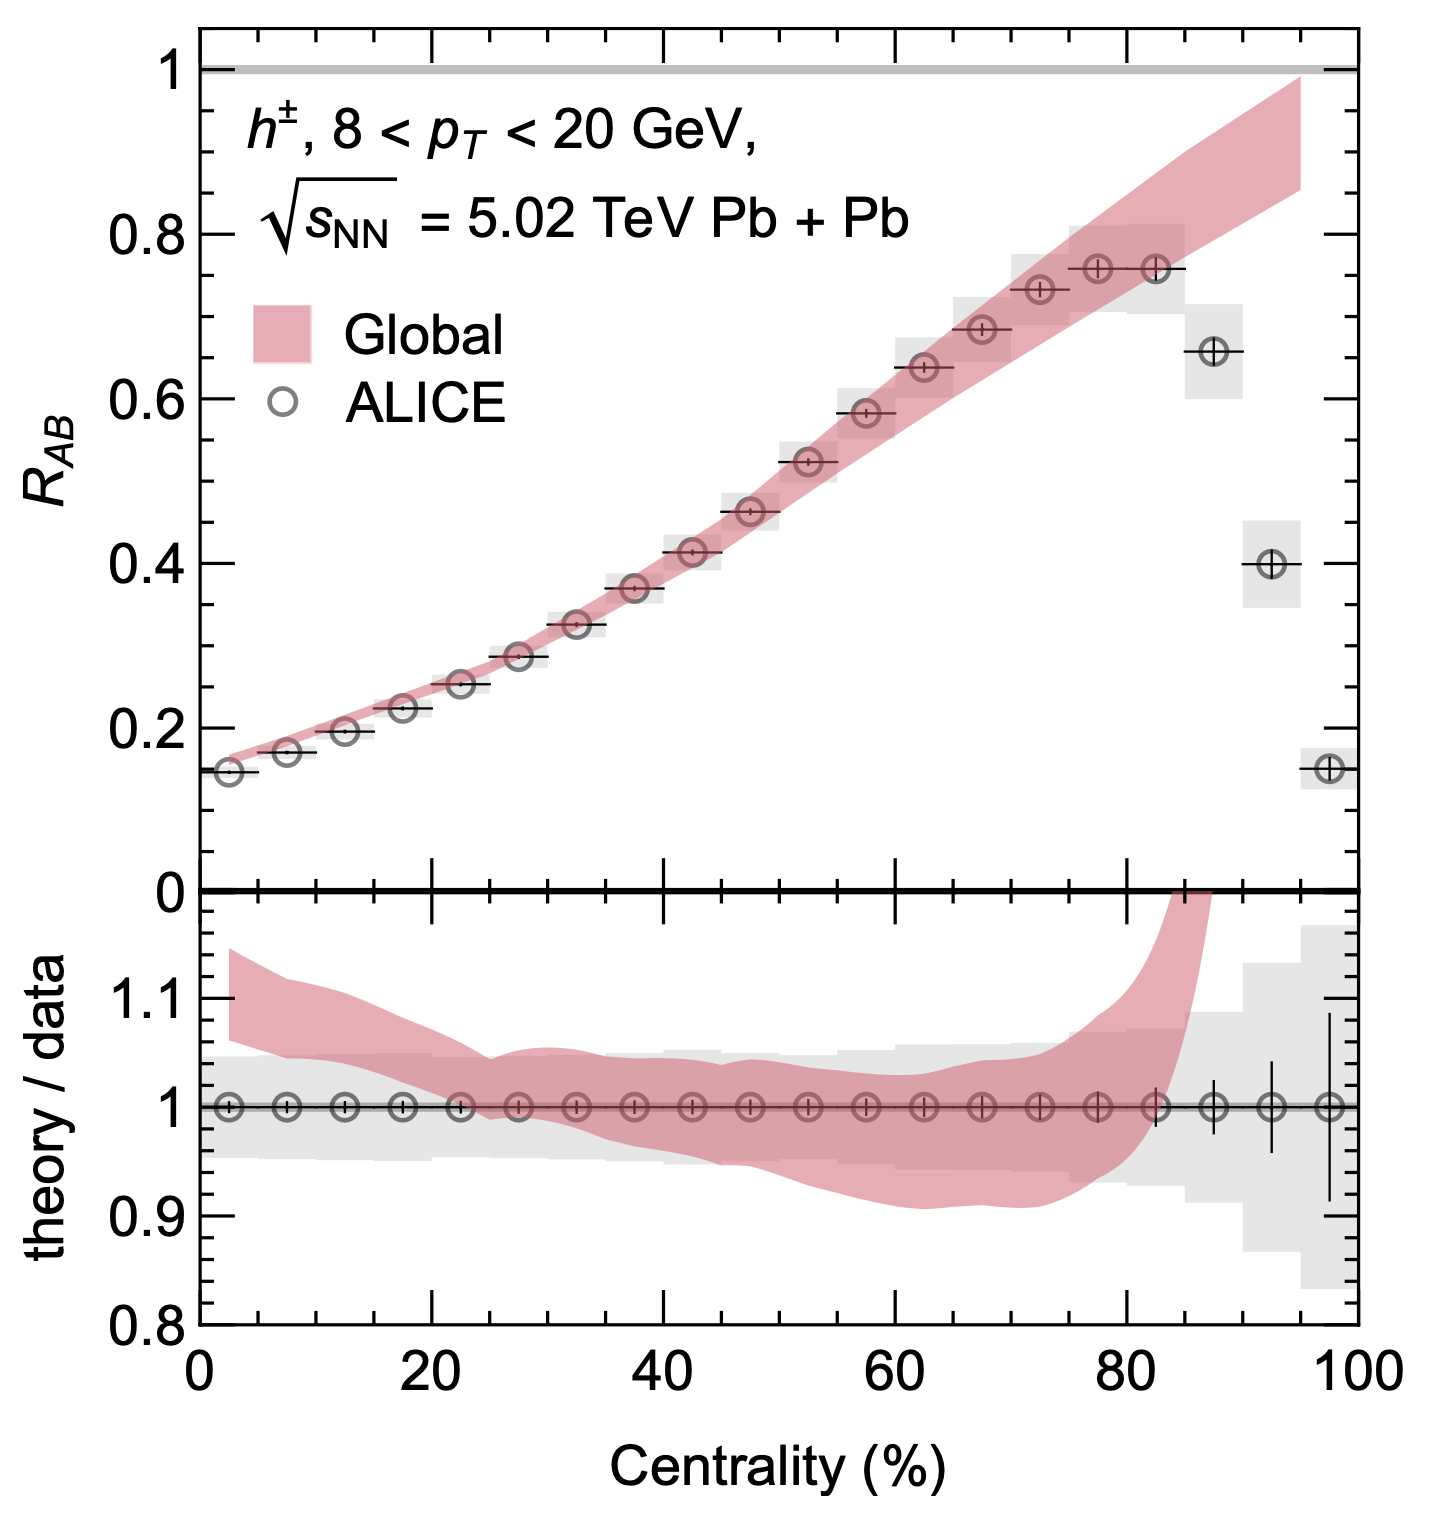 1
h±, 8 < pT < 20 GeV,
√sNN = 5.02 TeV Pb + Pb
0.8
Global
ALICE
0.6
RAB
0.4
0.2
0
1.1
theory / data
1
0.9
0.8
0 20 40 60 80 100
Centrality (%)